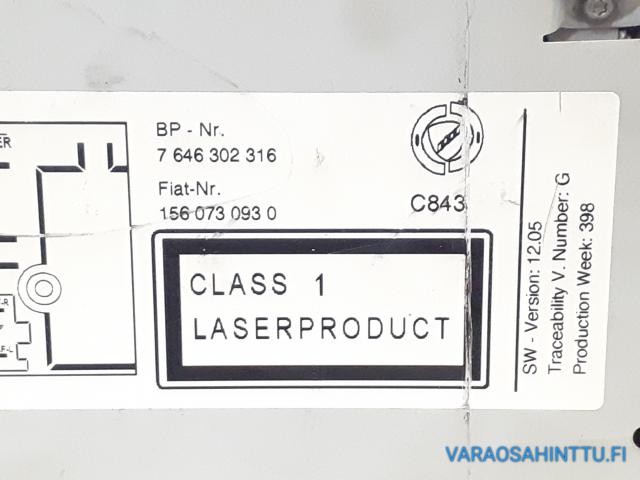 ER
BP - Nr.
7 646 302 316
Fiat-Nr.
156 073 093 0
C843
CLASS 1
LASERPRODUCT
SW - Version: 12.05
Traceability V. Number: G
Production Week: 398
VARAOSAHINTTU.FI